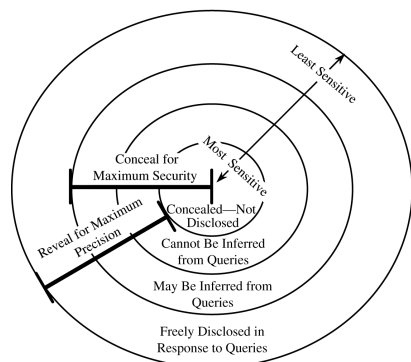 Least Sensitive
Most Sensitive
Conceal for
Maximum Security
Reveal for Maximum
Precision
Concealed—Not
Disclosed
Cannot Be Inferred
from Queries
May Be Inferred from
Queries
Freely Disclosed in
Response to Queries